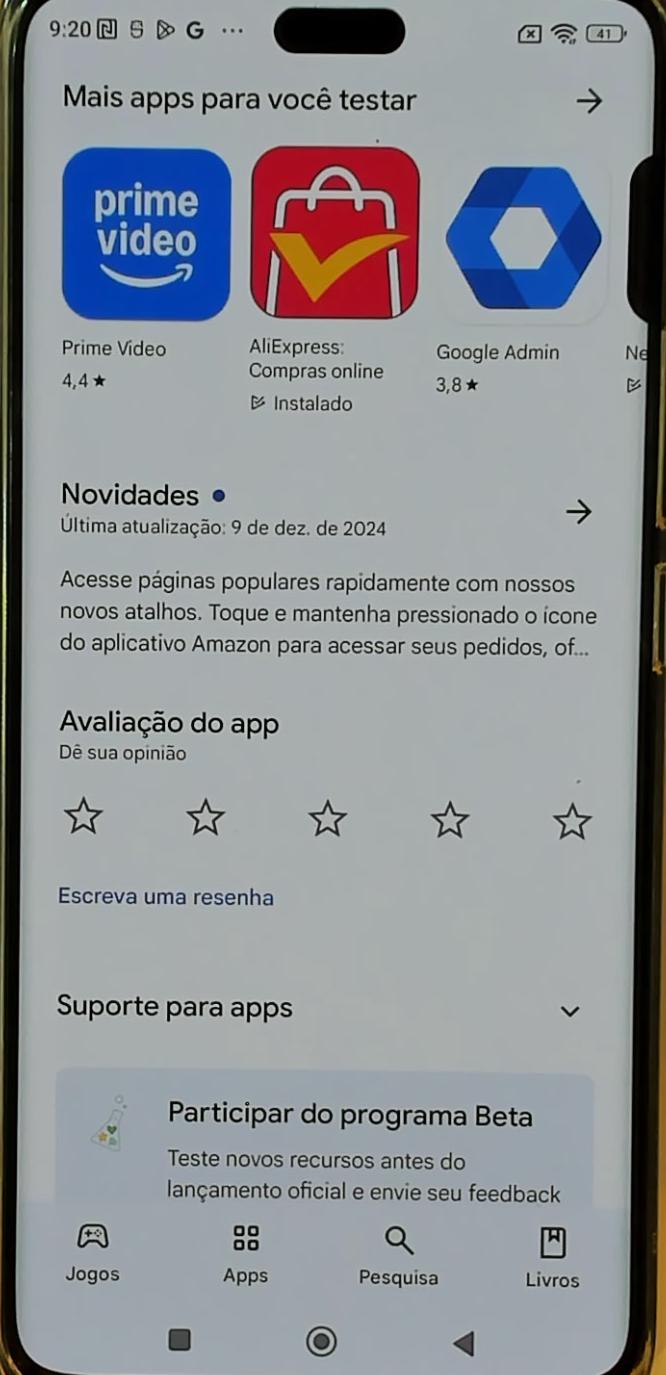 9:20 N S G ... 41
Mais apps para você testar
prime
video
Prime Video
4,4 ★
AliExpress:
Compras online
Instalado
Google Admin
3,8 ★
Ne
Novidades
Última atualização: 9 de dez. de 2024
Acesse páginas populares rapidamente com nossos
novos atalhos. Toque e mantenha pressionado o ícone
do aplicativo Amazon para acessar seus pedidos, of...
Avaliação do app
Dê sua opinião
Escreva uma resenha
Suporte para apps
Participar do programa Beta
Teste novos recursos antes do
lançamento oficial e envie seu feedback
Jogos
Apps
Pesquisa
Livros